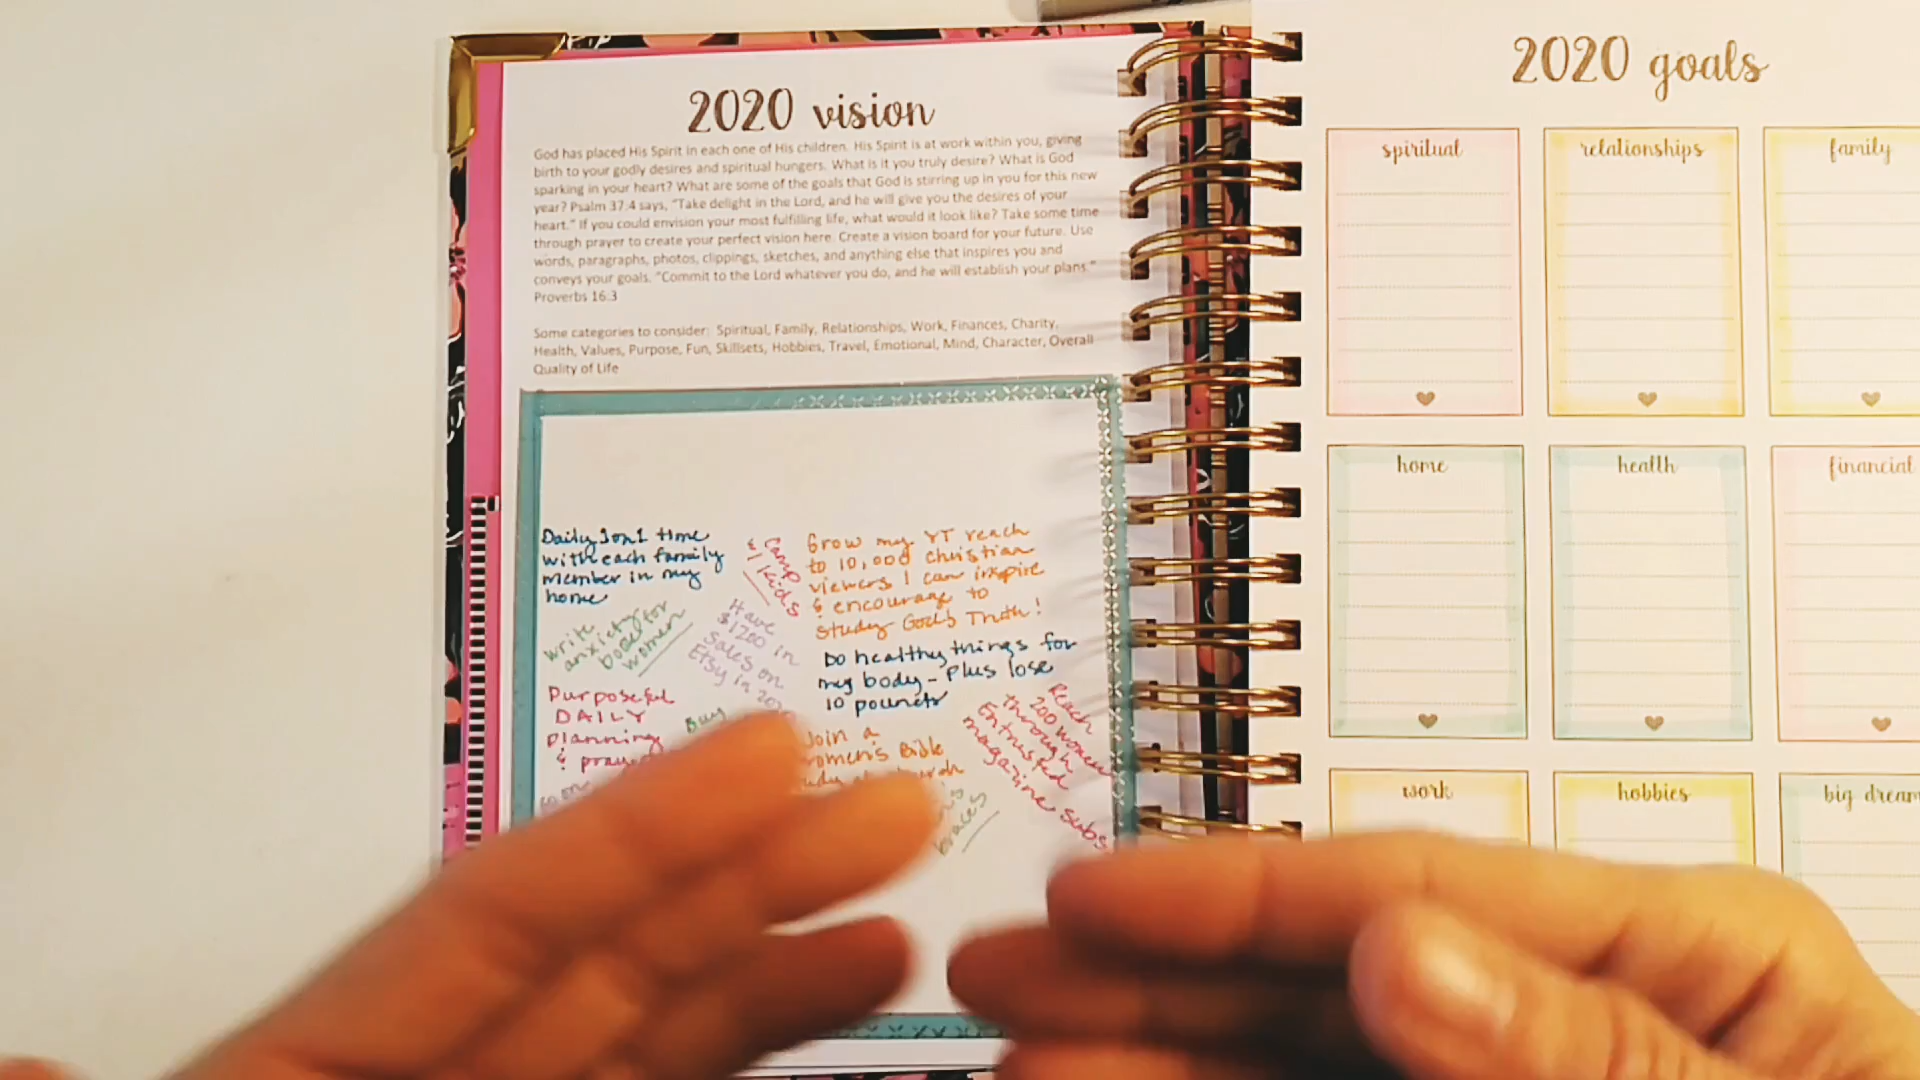 2020 vision
God has placed His Spirit in each one of His children. His Spirit is at work within you, giving
birth to your godly desires and spiritual hungers. What is it you truly desire? What is God
sparking in your heart? What are some of the goals that God is stirring up in you for this new
year? Psalm 37:4 says, "Take delight in the Lord, and he will give you the desires of your
heart." If you could envision your most fulfilling life, what would it look like? Take some time
through prayer to create your perfect vision here. Create a vision board for your future. Use
words, paragraphs, photos, clippings, sketches, and anything else that inspires you and
conveys your goals. "Commit to the Lord whatever you do, and he will establish your plans."
Proverbs 16:3
Some categories to consider: Spiritual, Family, Relationships, Work, Finances, Charity,
Health, Values, Purpose, Fun, Skillsets, Hobbies, Travel, Emotional, Mind, Character, Overall
Quality of Life
Daily 1on1 time
with each family
member in my
home
Camp
w/ kids
Grow my YT reach
to 10,000 Christian
viewers I can inspire
& encourage to
study God's Truth!
write
anxiety
book for
women
Have
$1200 in
Sales on
Etsy in
Do healthy things for
my body - Plus lose
10 pounds
Purposeful
DAILY
Planning
&
Buy
Join a
women's Bible
Reach
200 women
through
Entrusted
magazine subs
braces
2020 goals
spiritual
relationships
family
home
health
financial
work
hobbies
big dream